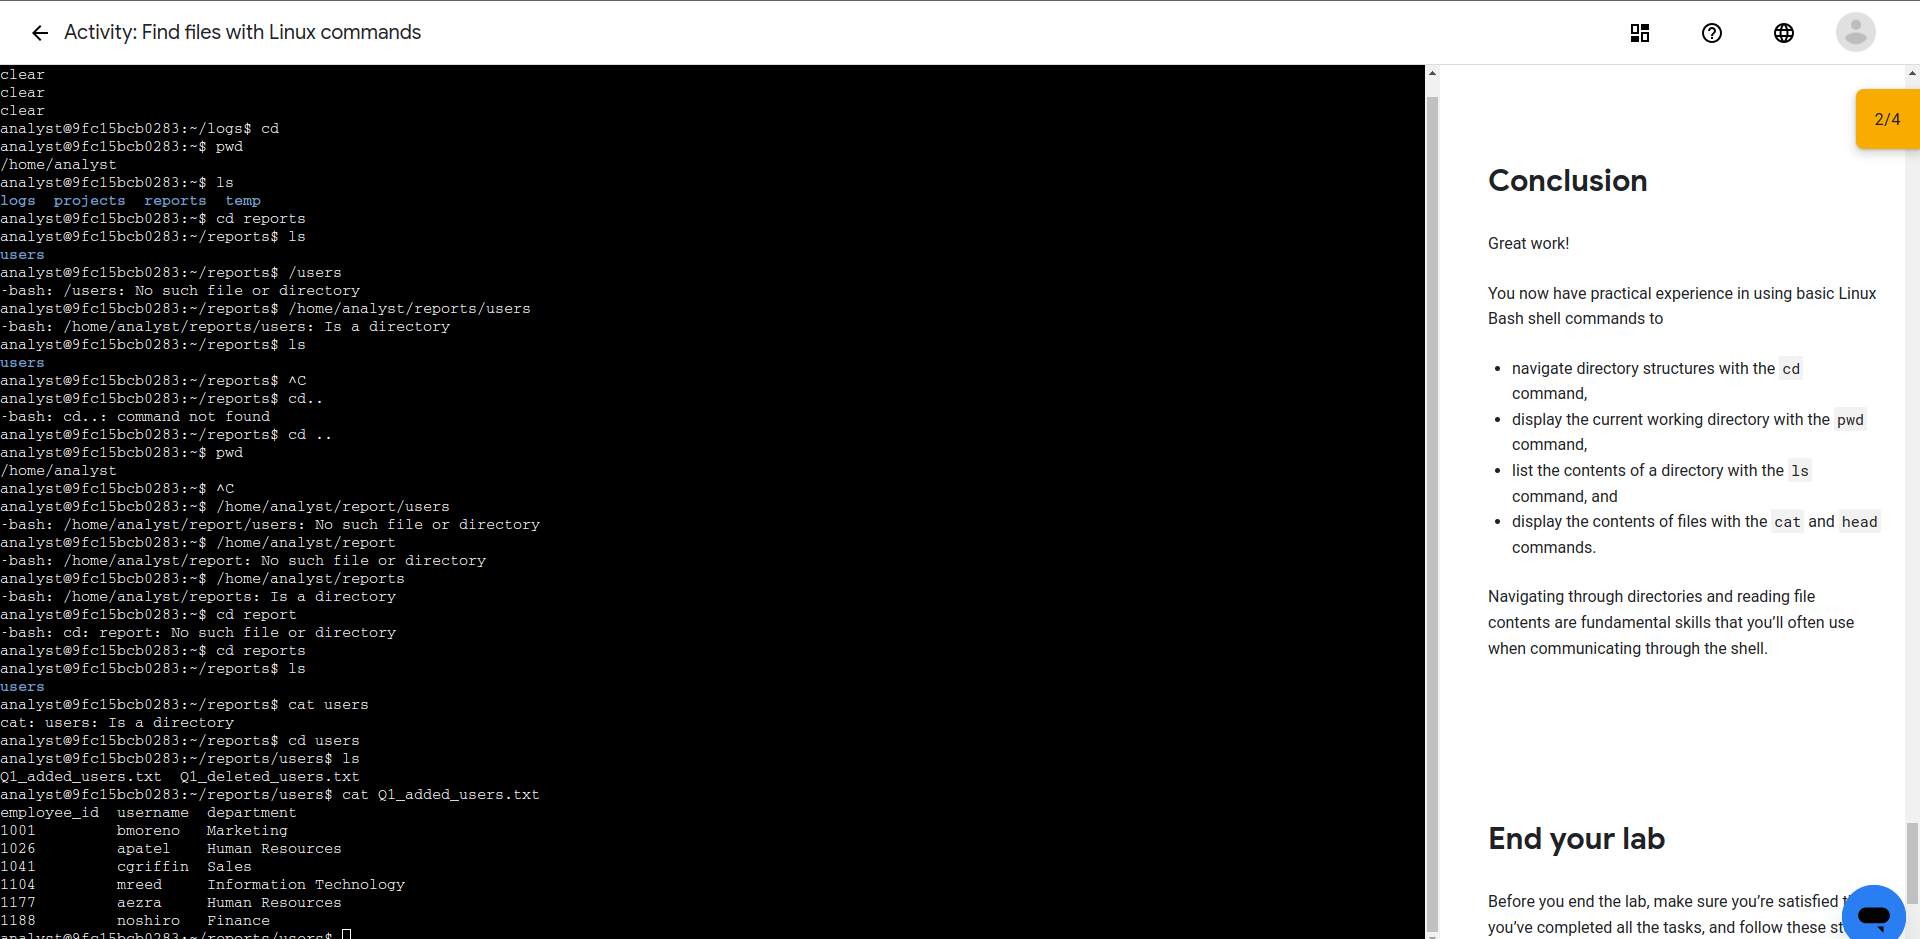 Activity: Find files with Linux commands
clear
clear
clear
analyst@9fc15bcb0283:~/logs$ cd
analyst@9fc15bcb0283:~$ pwd
/home/analyst
analyst@9fc15bcb0283:~$ ls
logs  projects  reports  temp
analyst@9fc15bcb0283:~$ cd reports
analyst@9fc15bcb0283:~/reports$ ls
users
analyst@9fc15bcb0283:~/reports$ /users
-bash: /users: No such file or directory
analyst@9fc15bcb0283:~/reports$ /home/analyst/reports/users
-bash: /home/analyst/reports/users: Is a directory
analyst@9fc15bcb0283:~/reports$ ls
users
analyst@9fc15bcb0283:~/reports$ ^C
analyst@9fc15bcb0283:~/reports$ cd..
-bash: cd..: command not found
analyst@9fc15bcb0283:~/reports$ cd ..
analyst@9fc15bcb0283:~$ pwd
/home/analyst
analyst@9fc15bcb0283:~$ ^C
analyst@9fc15bcb0283:~$ /home/analyst/report/users
-bash: /home/analyst/report/users: No such file or directory
analyst@9fc15bcb0283:~$ /home/analyst/report
-bash: /home/analyst/report: No such file or directory
analyst@9fc15bcb0283:~$ /home/analyst/reports
-bash: /home/analyst/reports: Is a directory
analyst@9fc15bcb0283:~$ cd report
-bash: cd: report: No such file or directory
analyst@9fc15bcb0283:~$ cd reports
analyst@9fc15bcb0283:~/reports$ ls
users
analyst@9fc15bcb0283:~/reports$ cat users
cat: users: Is a directory
analyst@9fc15bcb0283:~/reports$ cd users
analyst@9fc15bcb0283:~/reports/users$ ls
Q1_added_users.txt  Q1_deleted_users.txt
analyst@9fc15bcb0283:~/reports/users$ cat Q1_added_users.txt
employee_id  username  department
1001         bmoreno   Marketing
1026         apatel    Human Resources
1041         cgriffin  Sales
1104         mreed     Information Technology
1177         aezra     Human Resources
1188         noshiro   Finance
analyst@9fc15bcb0283:~/reports/users$
2/4
Conclusion
Great work!
You now have practical experience in using basic Linux
Bash shell commands to
• navigate directory structures with the cd
command,
• display the current working directory with the pwd
command,
• list the contents of a directory with the ls
command, and
• display the contents of files with the cat and head
commands.
Navigating through directories and reading file
contents are fundamental skills that you'll often use
when communicating through the shell.
End your lab
Before you end the lab, make sure you're satisfied
you've completed all the tasks, and follow these